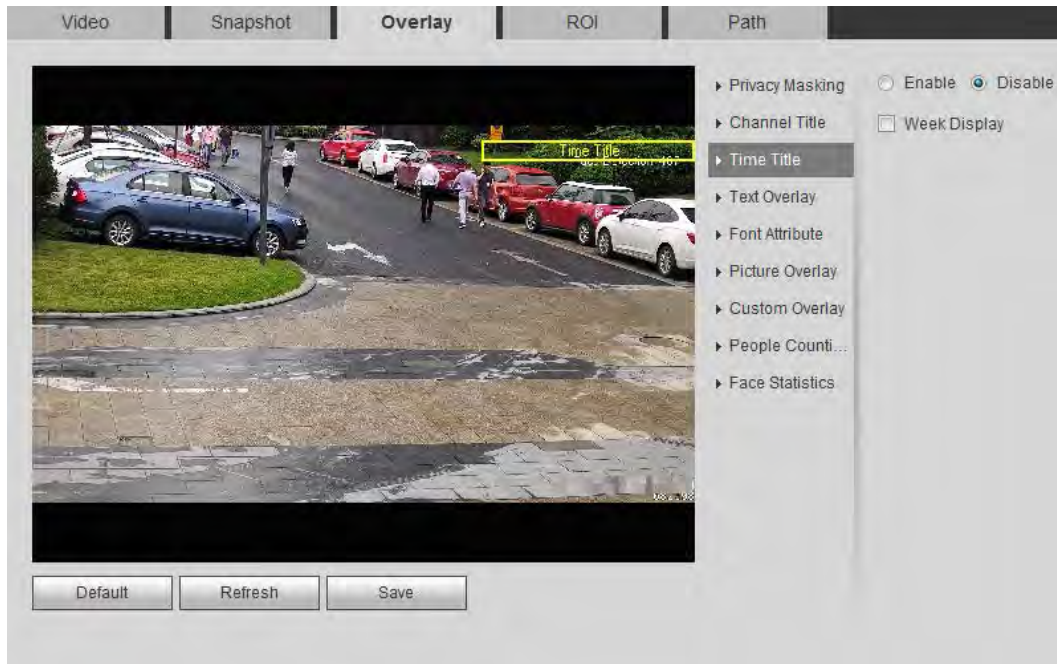 Video Snapshot Overlay ROI Path
Privacy Masking
Enable Disable
Channel Title
Week Display
Time Title
Time Title
Text Overlay
Font Attribute
Picture Overlay
Custom Overlay
People Counti...
Face Statistics
Default Refresh Save